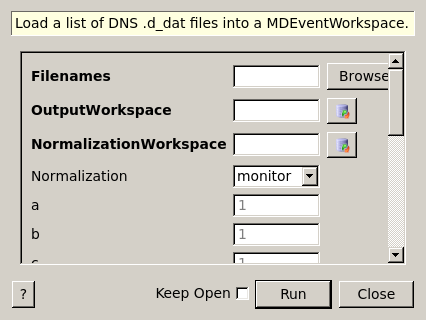 Load a list of DNS .d_dat files into a MDEventWorkspace.
Filenames Browse
OutputWorkspace
NormalizationWorkspace
Normalization monitor
a 1
b 1
c 1
? Keep Open Run Close